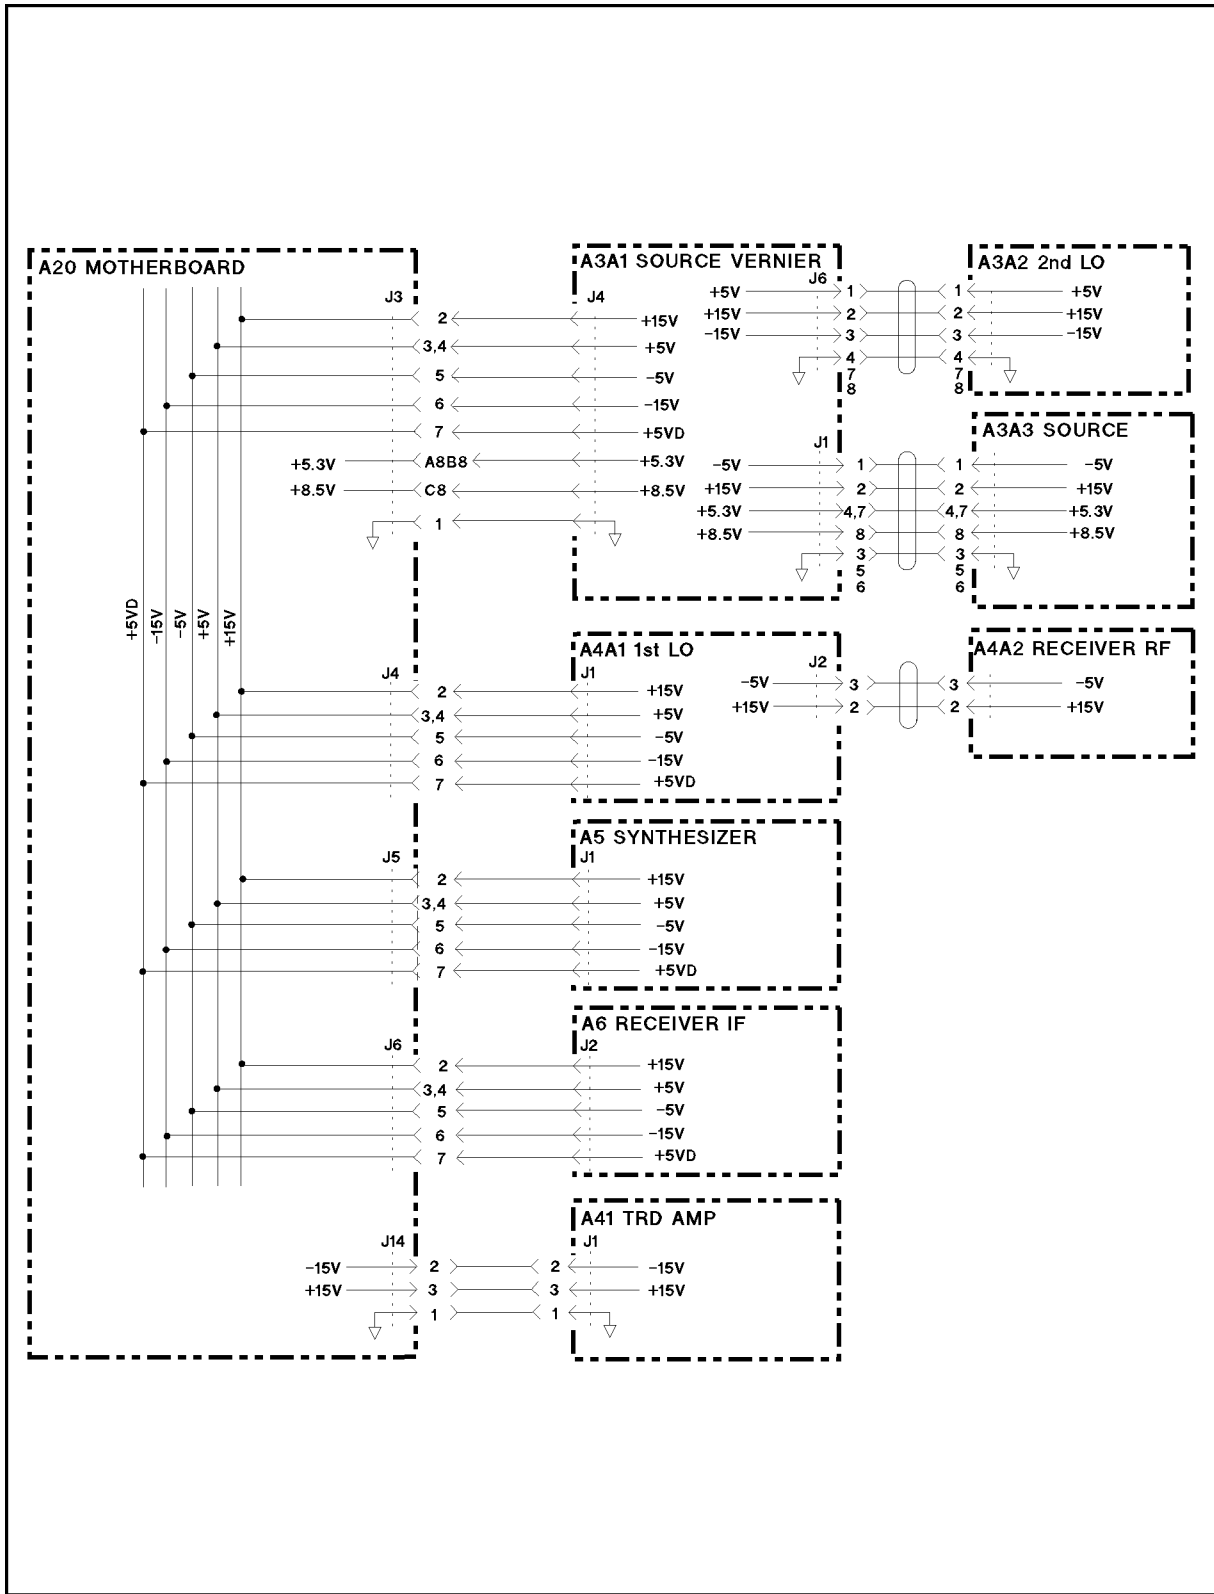 A20 MOTHERBOARD
J3
2
3,4
5
6
7
+5.3V
A8B8
+8.5V
C8
1
+5VD
-15V
-5V
+5V
+15V
J4
2
3,4
5
6
7
J5
2
3,4
5
6
7
J6
2
3,4
5
6
7
J14
-15V
2
2
+15V
3
3
1
1
A3A1 SOURCE VERNIER
J4
+15V
+5V
-5V
-15V
+5VD
+5.3V
+8.5V
J6
+5V
1
1
+15V
2
2
-15V
3
3
4
4
7
7
8
8
J1
-5V
1
1
+15V
2
2
+5.3V
4,7
4,7
+8.5V
8
8
3
3
5
5
6
6
A3A2 2nd LO
+5V
+15V
-15V
A3A3 SOURCE
-5V
+15V
+5.3V
+8.5V
A4A1 1st LO
J1
+15V
+5V
-5V
-15V
+5VD
J2
-5V
3
3
+15V
2
2
A4A2 RECEIVER RF
-5V
+15V
A5 SYNTHESIZER
J1
+15V
+5V
-5V
-15V
+5VD
A6 RECEIVER IF
J2
+15V
+5V
-5V
-15V
+5VD
A41 TRD AMP
J1
-15V
+15V